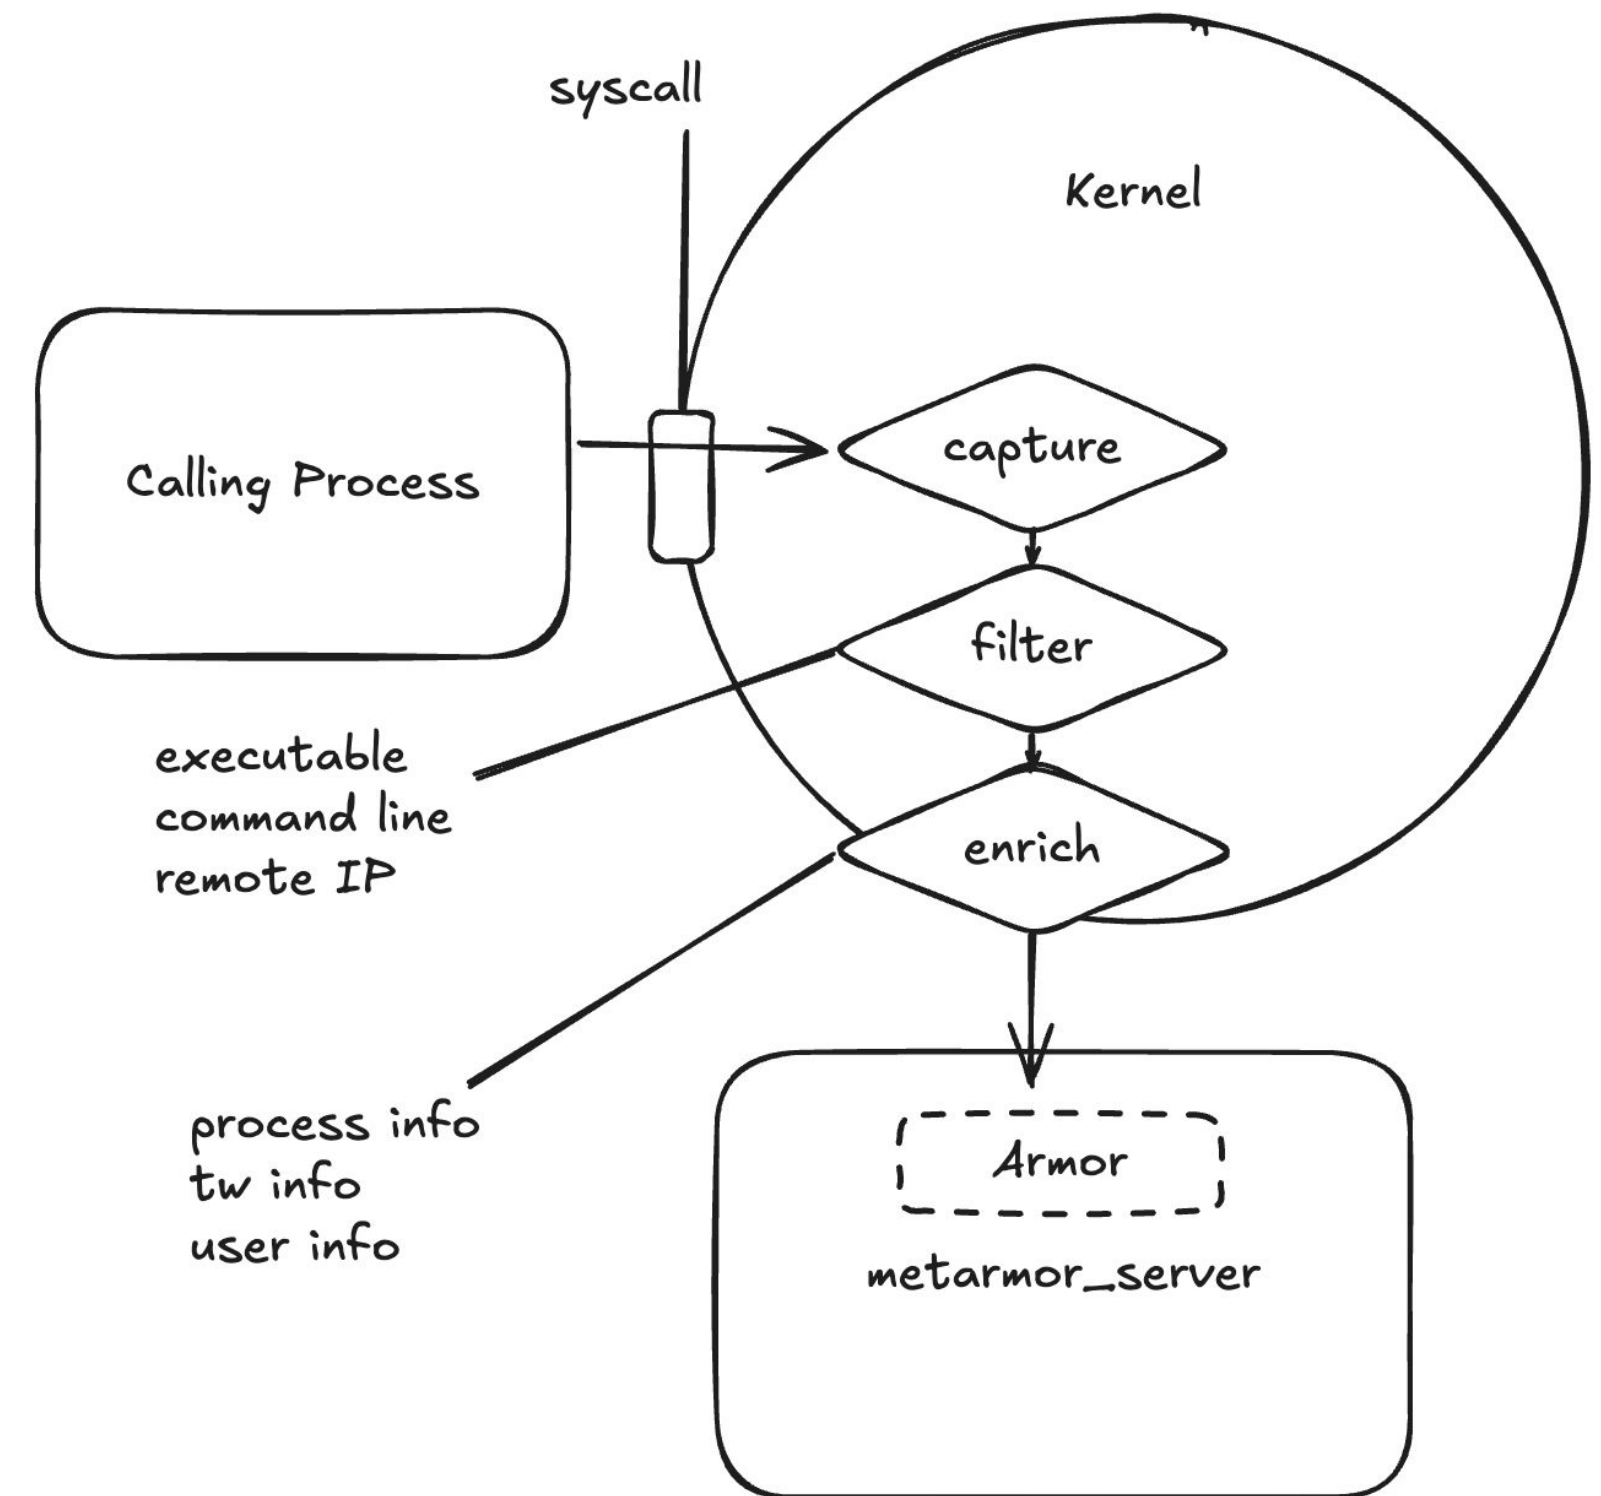 syscall
Kernel
Calling Process
capture
filter
executable
command line
remote IP
enrich
process info
tw info
user info
Armor
metarmor_server